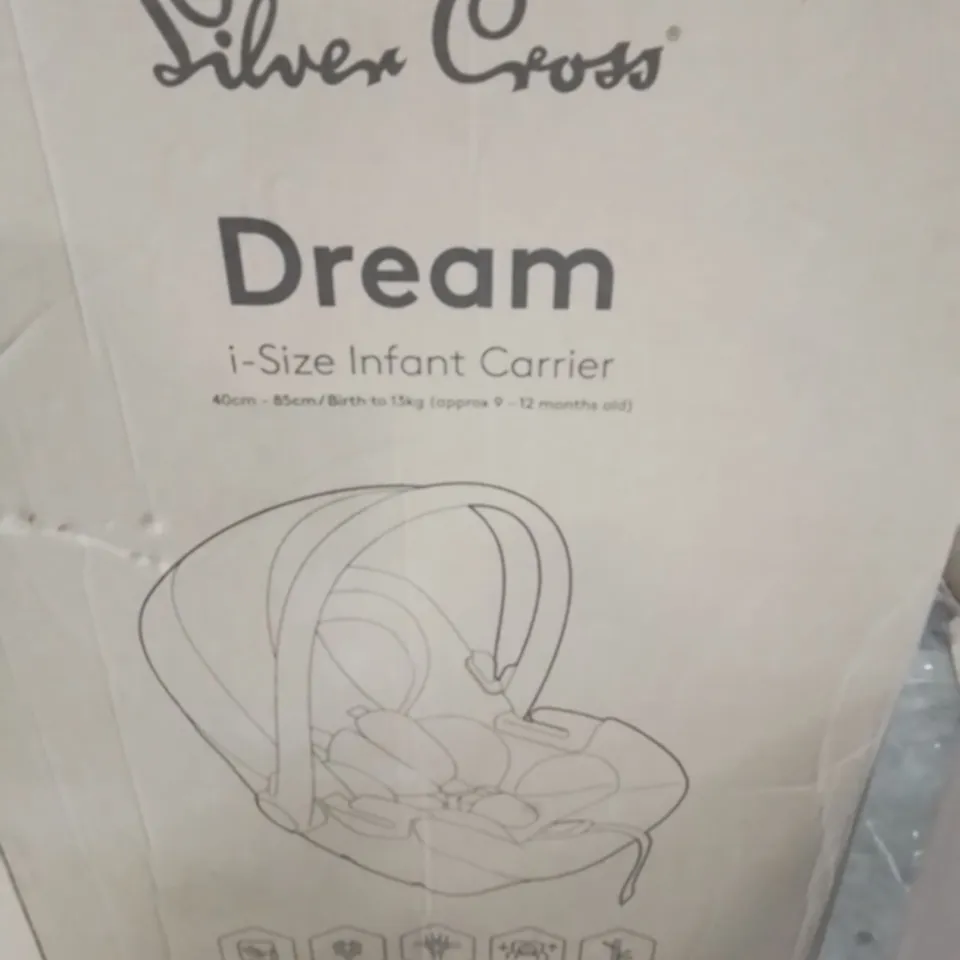 Silver Cross®
Dream
i-Size Infant Carrier
40cm - 85cm/Birth to 13kg (approx 9 - 12 months old)